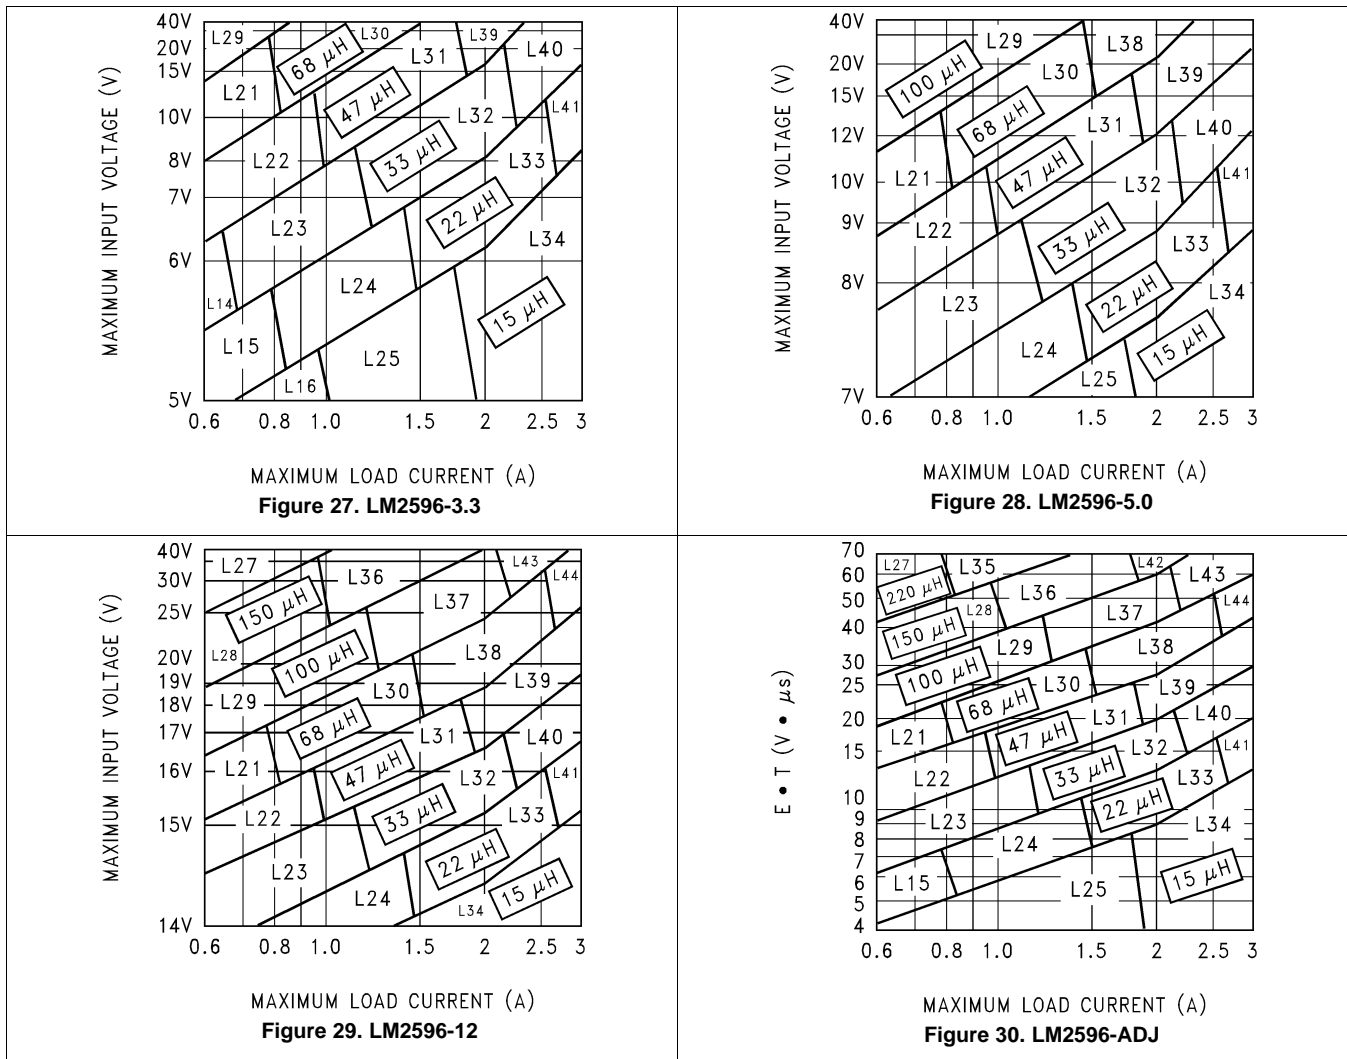 MAXIMUM INPUT VOLTAGE (V)
40V
20V
15V
10V
8V
7V
6V
5V
L29
L30
L39
L40
68 µH
L31
L21
47 µH
L32
L41
L22
33 µH
L33
L23
22 µH
L34
L14
L24
15 µH
L15
L25
L16
0.6
1.0
1.5
2
2.5
3
MAXIMUM LOAD CURRENT (A)
Figure 27. LM2596-3.3
MAXIMUM INPUT VOLTAGE (V)
40V
20V
15V
12V
10V
9V
8V
7V
L29
L38
100 µH
L30
L39
68 µH
L31
L40
L21
47 µH
L32
L41
L22
33 µH
L33
L23
22 µH
L34
L24
15 µH
L25
0.6
1.0
1.5
2
2.5
3
MAXIMUM LOAD CURRENT (A)
Figure 28. LM2596-5.0
MAXIMUM INPUT VOLTAGE (V)
40V
30V
25V
20V
19V
18V
17V
16V
15V
14V
L27
L36
L43
L44
150 µH
L37
L28
100 µH
L38
L29
L30
L39
68 µH
L31
L40
L21
47 µH
L32
L41
L22
33 µH
L33
L23
22 µH
L24
15 µH
L34
0.6
1.0
1.5
2
2.5
3
MAXIMUM LOAD CURRENT (A)
Figure 29. LM2596-12
E • T (V • µs)
70
60
50
40
30
25
20
15
10
9
8
7
6
5
4
L27
L35
L42
L43
220 µH
L36
L28
L37
L44
150 µH
L29
L38
100 µH
L30
L39
68 µH
L31
L40
L21
47 µH
L32
L41
L22
33 µH
L33
L23
22 µH
L34
L24
15 µH
L15
L25
0.6
1.0
1.5
2
2.5
3
MAXIMUM LOAD CURRENT (A)
Figure 30. LM2596-ADJ